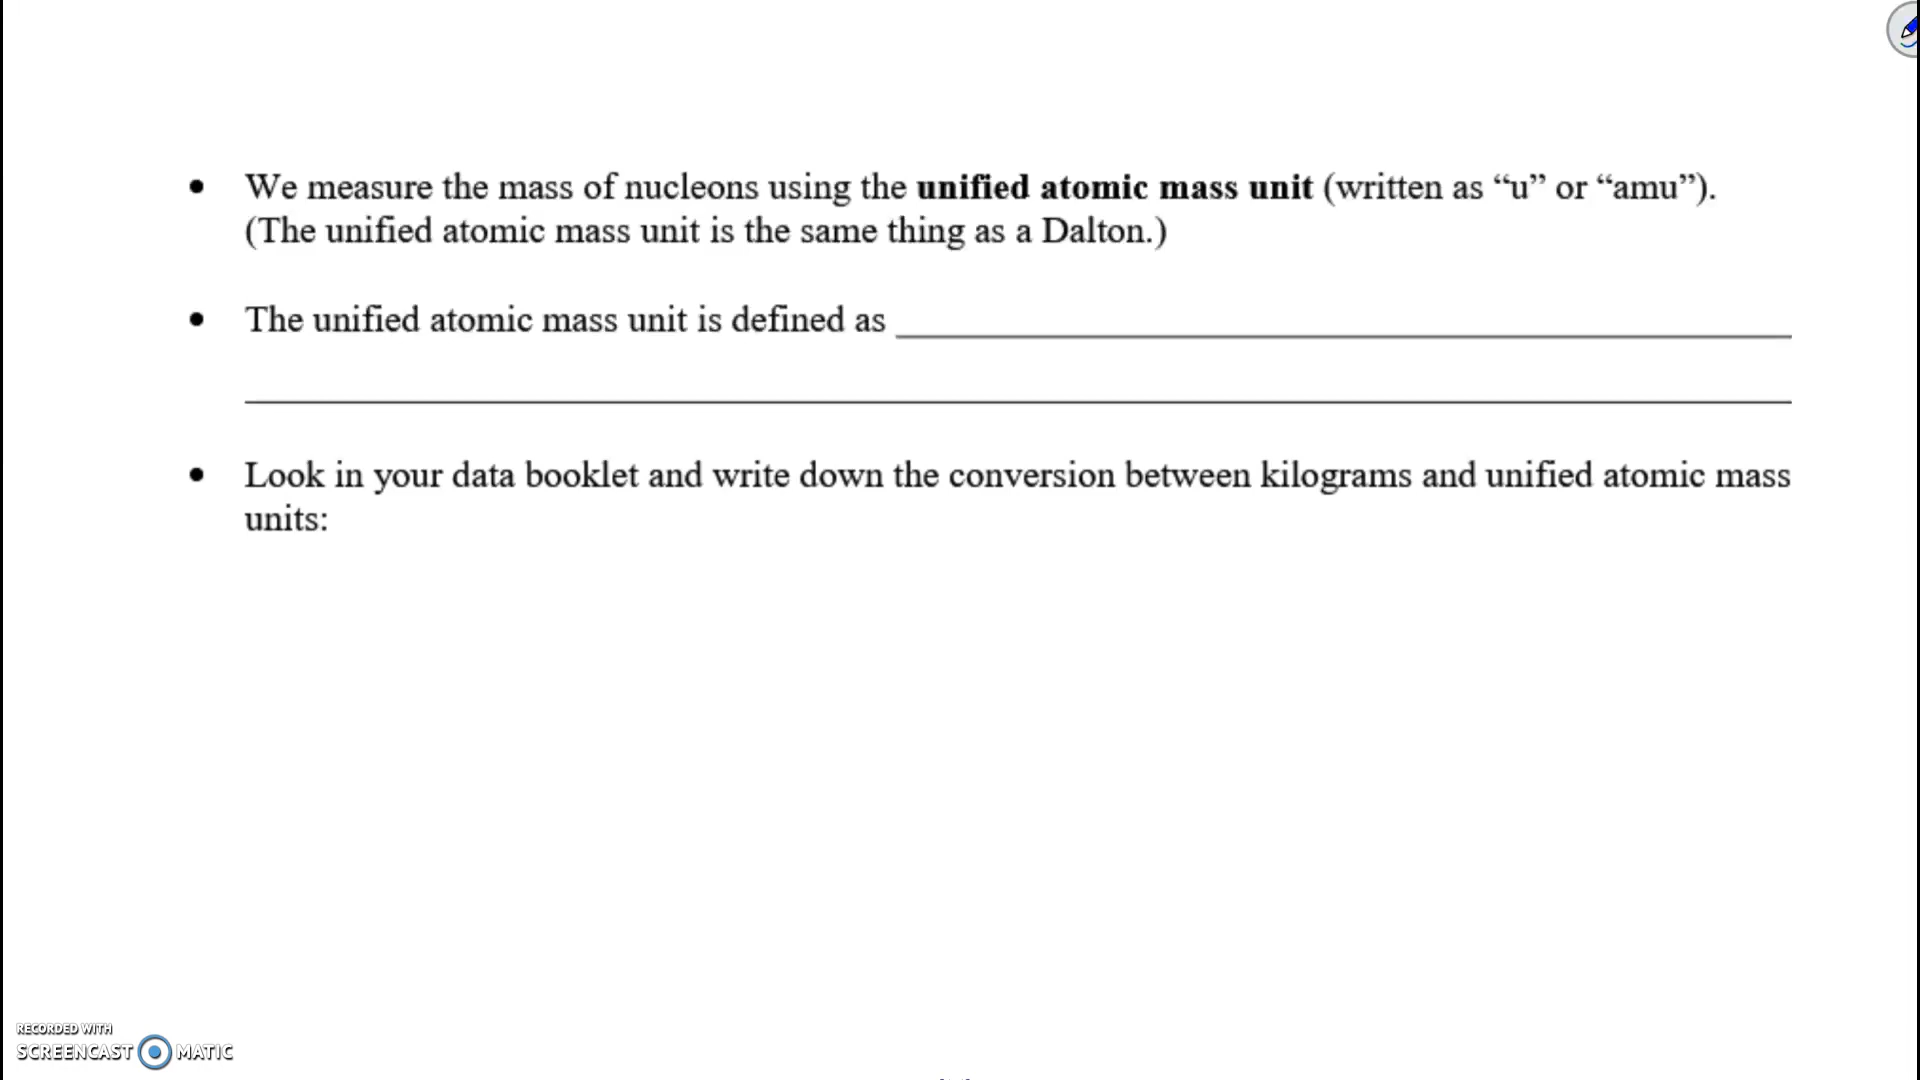 • We measure the mass of nucleons using the unified atomic mass unit (written as “u” or “amu”).
(The unified atomic mass unit is the same thing as a Dalton.)
• The unified atomic mass unit is defined as ______________________________
______________________________
• Look in your data booklet and write down the conversion between kilograms and unified atomic mass
units:
RECORDED WITH
SCREENCAST MATIC